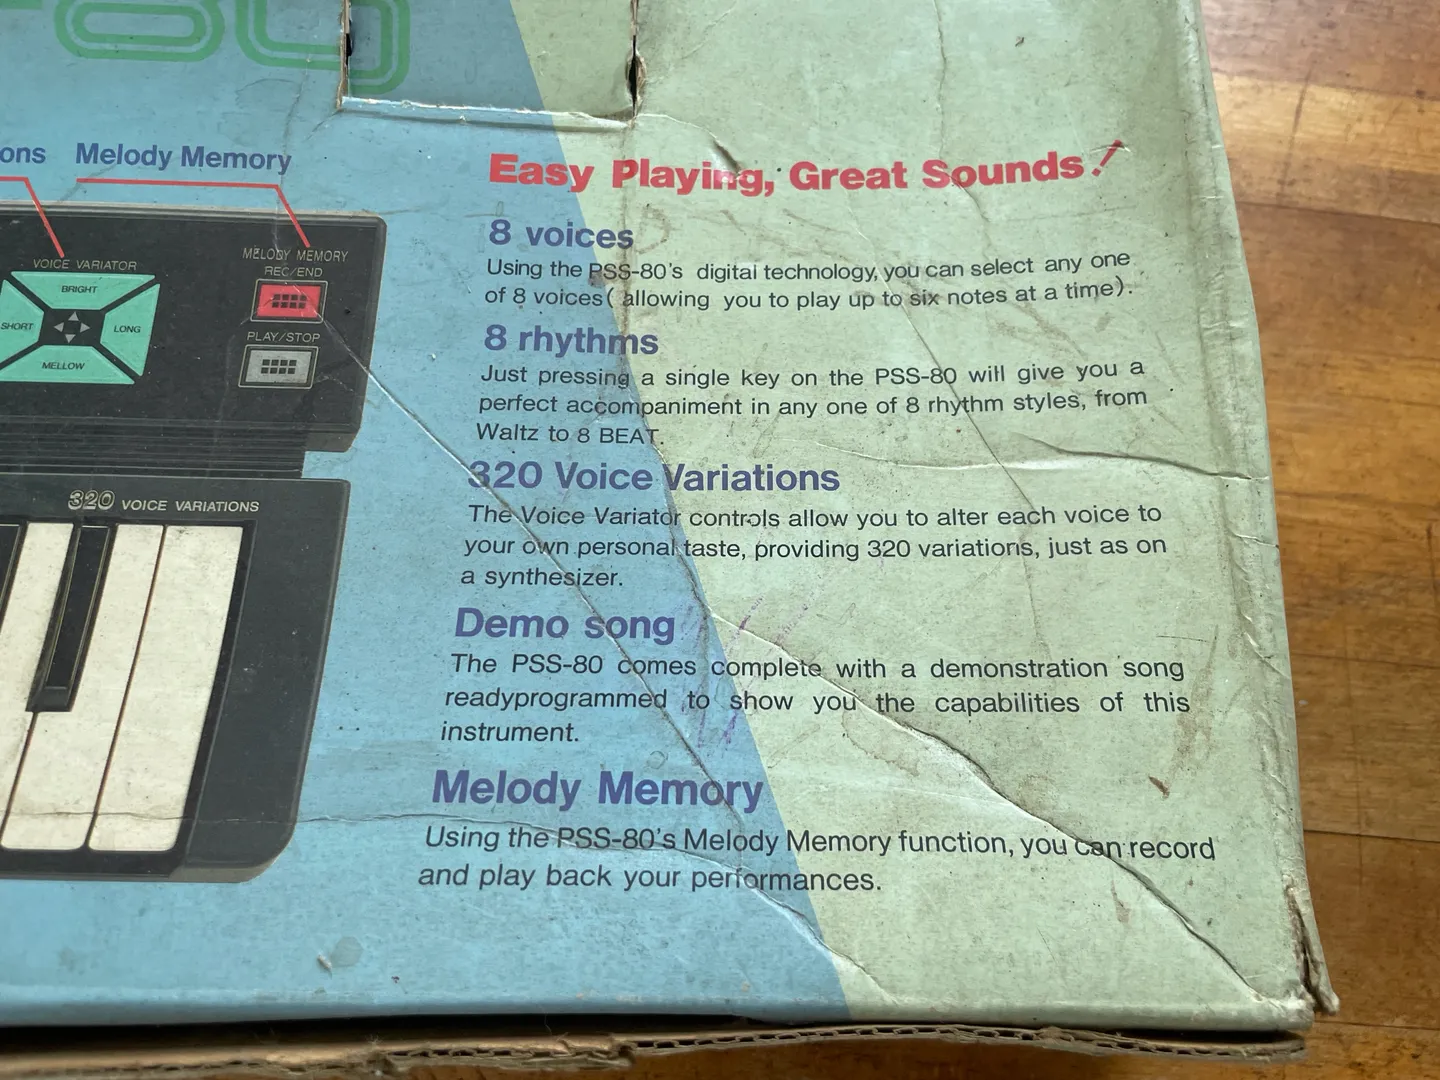 80
ons Melody Memory
VOICE VARIATOR
BRIGHT
SHORT
LONG
MELLOW
MELODY MEMORY
REC/END
PLAY/STOP
320 VOICE VARIATIONS
Easy Playing, Great Sounds!
8 voices
Using the PSS-80's digital technology, you can select any one
of 8 voices( allowing you to play up to six notes at a time).
8 rhythms
Just pressing a single key on the PSS-80 will give you a
perfect accompaniment in any one of 8 rhythm styles, from
Waltz to 8 BEAT.
320 Voice Variations
The Voice Variator controls allow you to alter each voice to
your own personal taste, providing 320 variations, just as on
a synthesizer.
Demo song
The PSS-80 comes complete with a demonstration song
readyprogrammed to show you the capabilities of this
instrument.
Melody Memory
Using the PSS-80's Melody Memory function, you can record
and play back your performances.